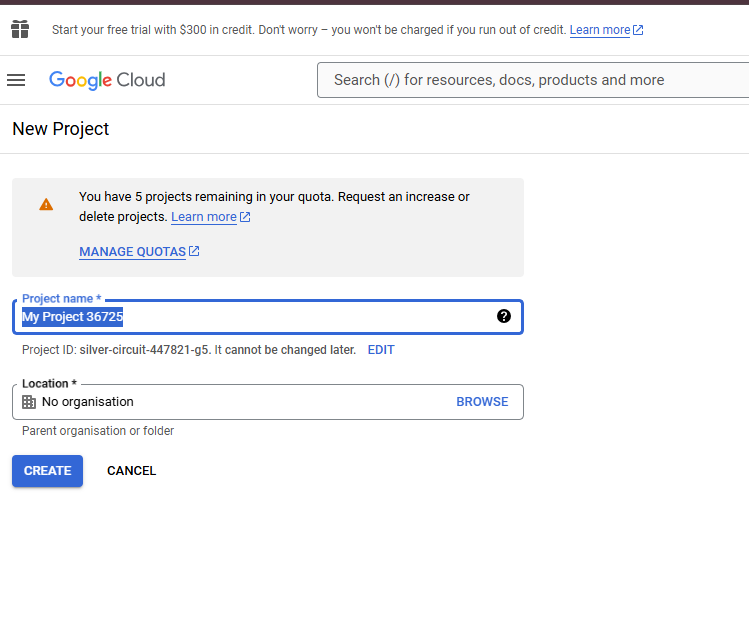 Start your free trial with $300 in credit. Don't worry – you won't be charged if you run out of credit. Learn more
Google Cloud
Search (/) for resources, docs, products and more
New Project
You have 5 projects remaining in your quota. Request an increase or
delete projects. Learn more
MANAGE QUOTAS
Project name *
My Project 36725
Project ID: silver-circuit-447821-g5. It cannot be changed later. EDIT
Location *
No organisation BROWSE
Parent organisation or folder
CREATE CANCEL